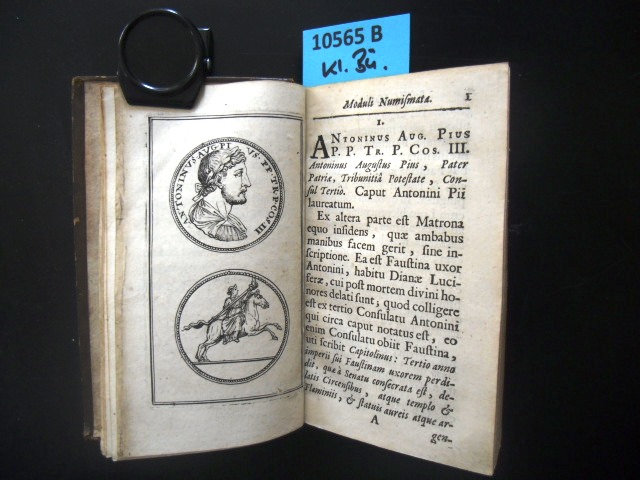 10565 B
Kl. Bü.
ANTONINVS AUG PI VS·PP·TR·P·COS III
Moduli Numiſmata. 1
I.
ANTONINUS AUG. PIUS
P. P. TR. P. COS. III.
Antoninus Auguſtus Pius, Pater
Patriæ, Tribunitiâ Poteſtate, Con-
ſul Tertio. Caput Antonini Pii
laureatum.
Ex altera parte eſt Matrona
equo inſidens, quæ ambabus
manibus facem gerit, ſine in-
ſcriptione. Ea eſt Fauſtina uxor
Antonini, habitu Dianæ Luci-
feræ, cui poſt mortem divini ho-
nores delati ſunt; quod colligere
eſt ex tertio Conſulatu Antonini
qui circa caput notatus eſt, eo
enim Conſulatu obiit Fauſtina,
uti ſcribit Capitolinus: Tertio anno
imperii ſui Fauſtinam uxorem perdi-
dit, quæ à Senatu conſecrata eſt, de-
latis Circenſibus, atque templo &
Flaminiis, & ſtatuis aureis atque ar-
A
gen-